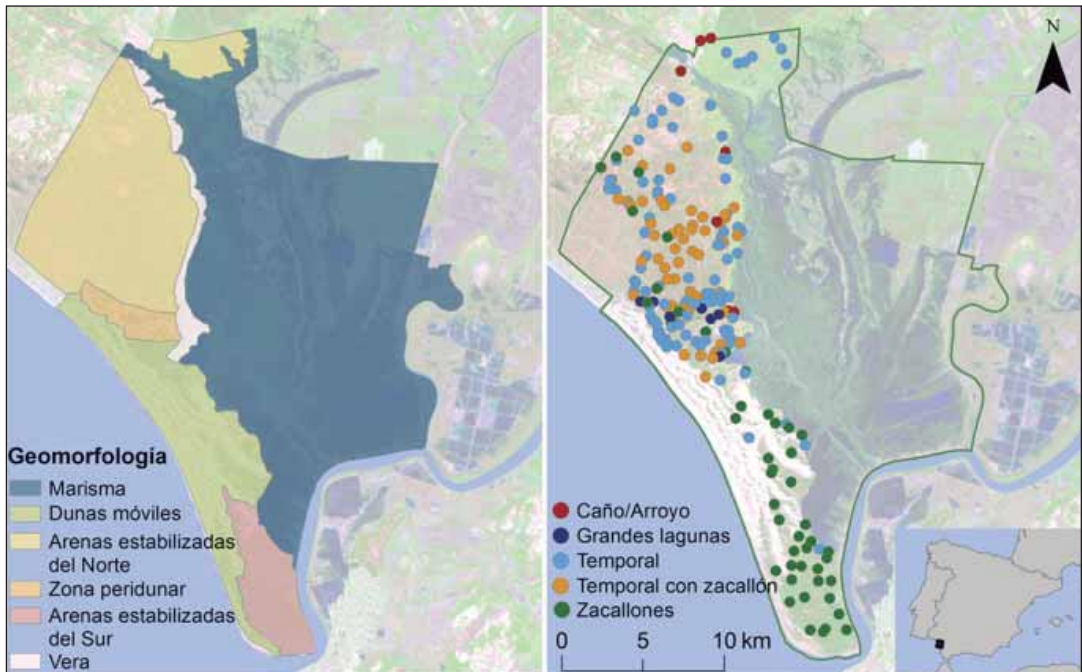 Geomorfología
Marisma
Dunas móviles
Arenas estabilizadas
del Norte
Zona peridunar
Arenas estabilizadas
del Sur
Vera
N
Caño/Arroyo
Grandes lagunas
Temporal
Temporal con zacallón
Zacallones
0 5 10 km